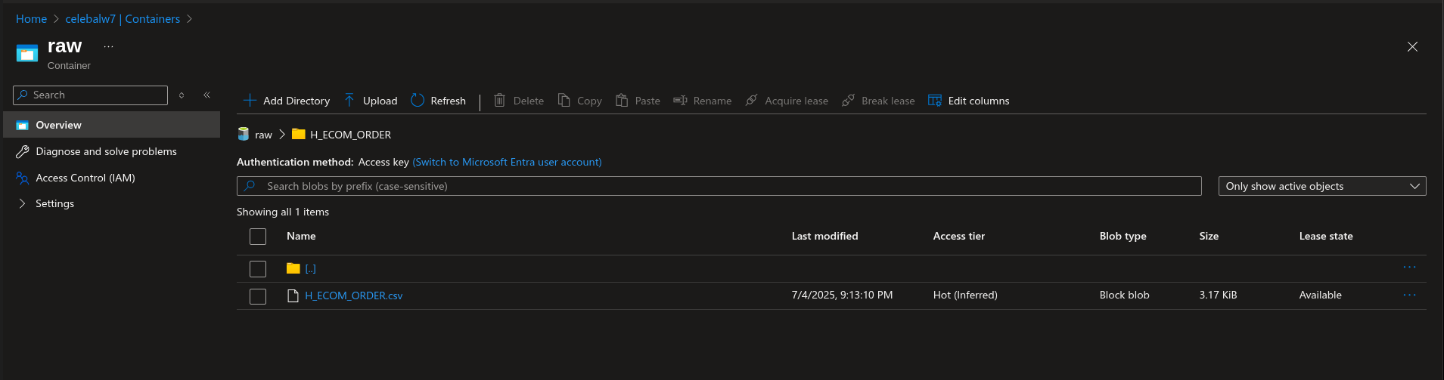 Home > celebalw7 | Containers >
raw ...
Container
Search
Overview
Diagnose and solve problems
Access Control (IAM)
Settings
Add Directory Upload Refresh | Delete Copy Paste Rename Acquire lease Break lease Edit columns
raw > H_ECOM_ORDER
Authentication method: Access key (Switch to Microsoft Entra user account)
Search blobs by prefix (case-sensitive) Only show active objects
Showing all 1 items
Name Last modified Access tier Blob type Size Lease state
[..] ...
H_ECOM_ORDER.csv 7/4/2025, 9:13:10 PM Hot (Inferred) Block blob 3.17 KiB Available ...